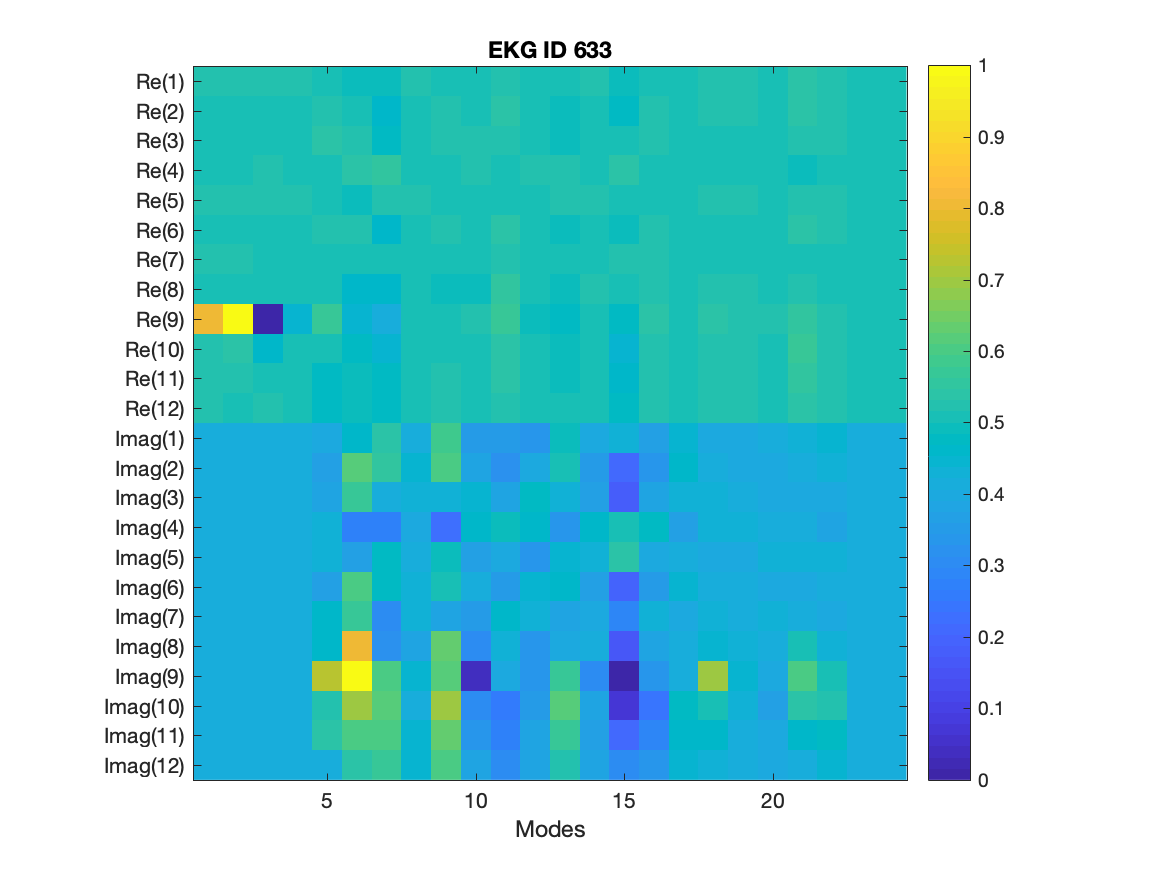 EKG ID 633
Re(1)
Re(2)
Re(3)
Re(4)
Re(5)
Re(6)
Re(7)
Re(8)
Re(9)
Re(10)
Re(11)
Re(12)
Imag(1)
Imag(2)
Imag(3)
Imag(4)
Imag(5)
Imag(6)
Imag(7)
Imag(8)
Imag(9)
Imag(10)
Imag(11)
Imag(12)
5 10 15 20
Modes
1
0.9
0.8
0.7
0.6
0.5
0.4
0.3
0.2
0.1
0